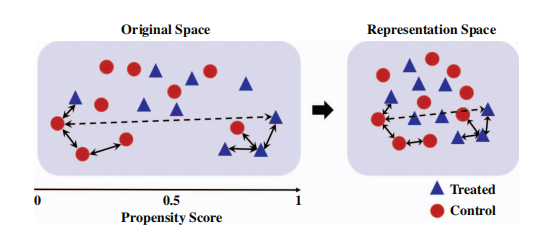 Original Space
Representation Space
0
0.5
1
Propensity Score
Treated
Control